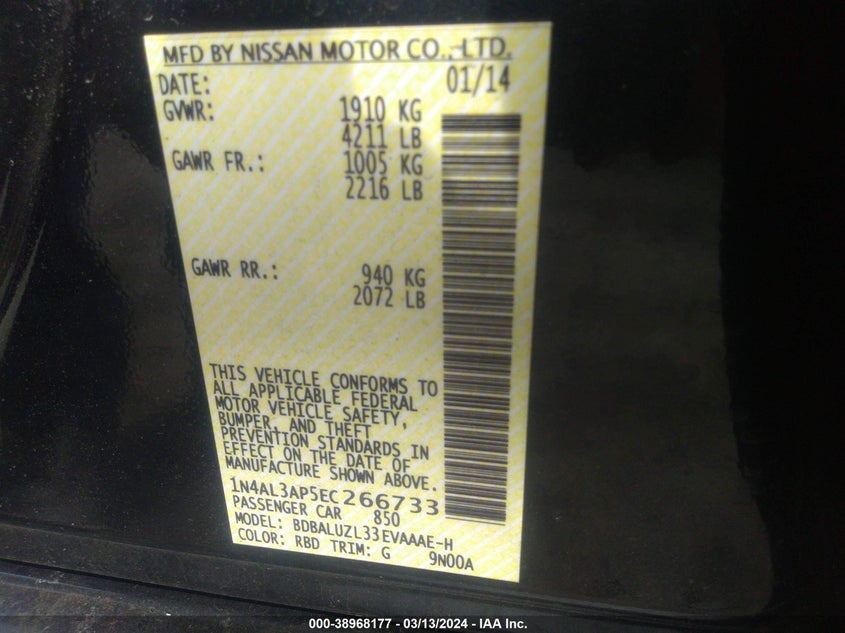 MFD BY NISSAN MOTOR CO.,LTD.
DATE: 01/14
GVWR: 1910 KG
4211 LB
GAWR FR.: 1005 KG
2216 LB
GAWR RR.: 940 KG
2072 LB
THIS VEHICLE CONFORMS TO
ALL APPLICABLE FEDERAL
MOTOR VEHICLE SAFETY,
BUMPER, AND THEFT
PREVENTION STANDARDS IN
EFFECT ON THE DATE OF
MANUFACTURE SHOWN ABOVE.
1N4AL3AP5EC266733
PASSENGER CAR 850
MODEL: BDBALUZL33EVAAAE-H
COLOR: RBD TRIM: G 9N00A
000-38968177 — 03/13/2024 — IAA Inc.